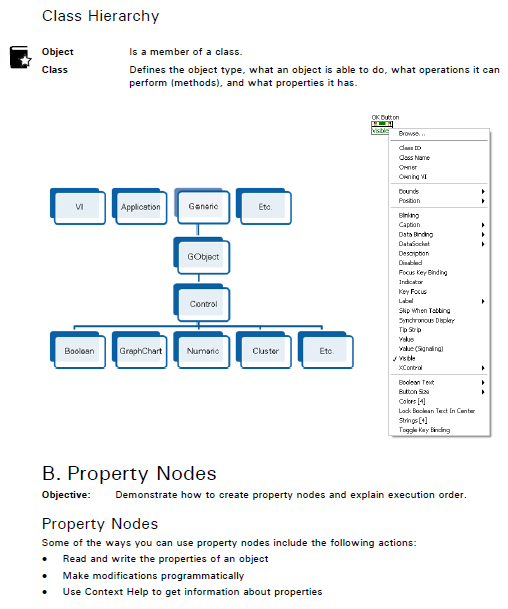 Class Hierarchy
Object Is a member of a class.
Class Defines the object type, what an object is able to do, what operations it can
perform (methods), and what properties it has.
OK Button
Visible
Browse...
Class ID
Class Name
Owner
Owning VI
Bounds
Position
Blinking
Caption
Data Binding
DataSocket
Description
Disabled
Focus Key Binding
Indicator
Key Focus
Label
Skip When Tabbing
Synchronous Display
Tip Strip
Value
Value (Signaling)
✓ Visible
XControl
Boolean Text
Button Size
Colors [4]
Lock Boolean Text In Center
Strings [4]
Toggle Key Binding
VI Application Generic Etc.
GObject
Control
Boolean GraphChart Numeric Cluster Etc.
B. Property Nodes
Objective: Demonstrate how to create property nodes and explain execution order.
Property Nodes
Some of the ways you can use property nodes include the following actions:
• Read and write the properties of an object
• Make modifications programmatically
• Use Context Help to get information about properties